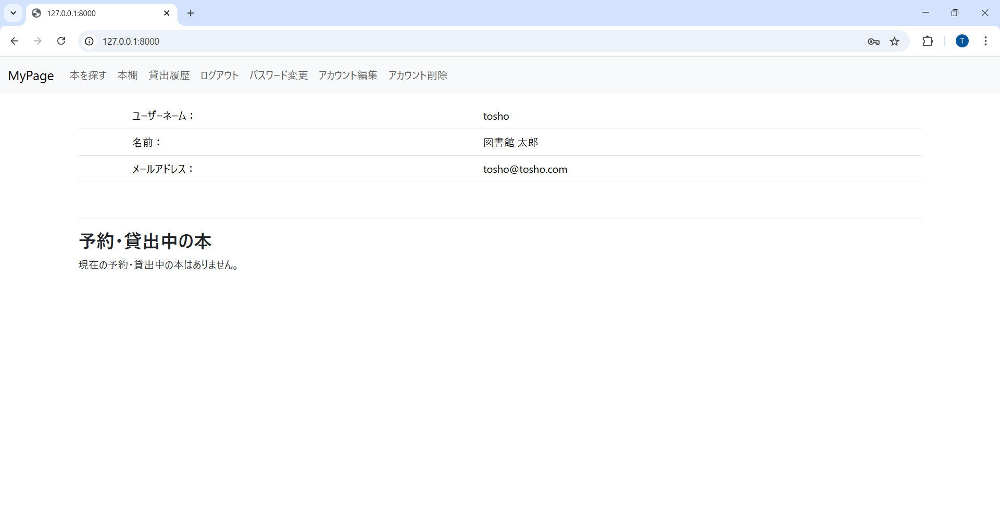 127.0.0.1:8000
127.0.0.1:8000
T
MyPage 本を探す 本棚 貸出履歴 ログアウト パスワード変更 アカウント編集 アカウント削除
ユーザーネーム： tosho
名前： 図書館 太郎
メールアドレス： tosho@tosho.com
予約・貸出中の本
現在の予約・貸出中の本はありません。